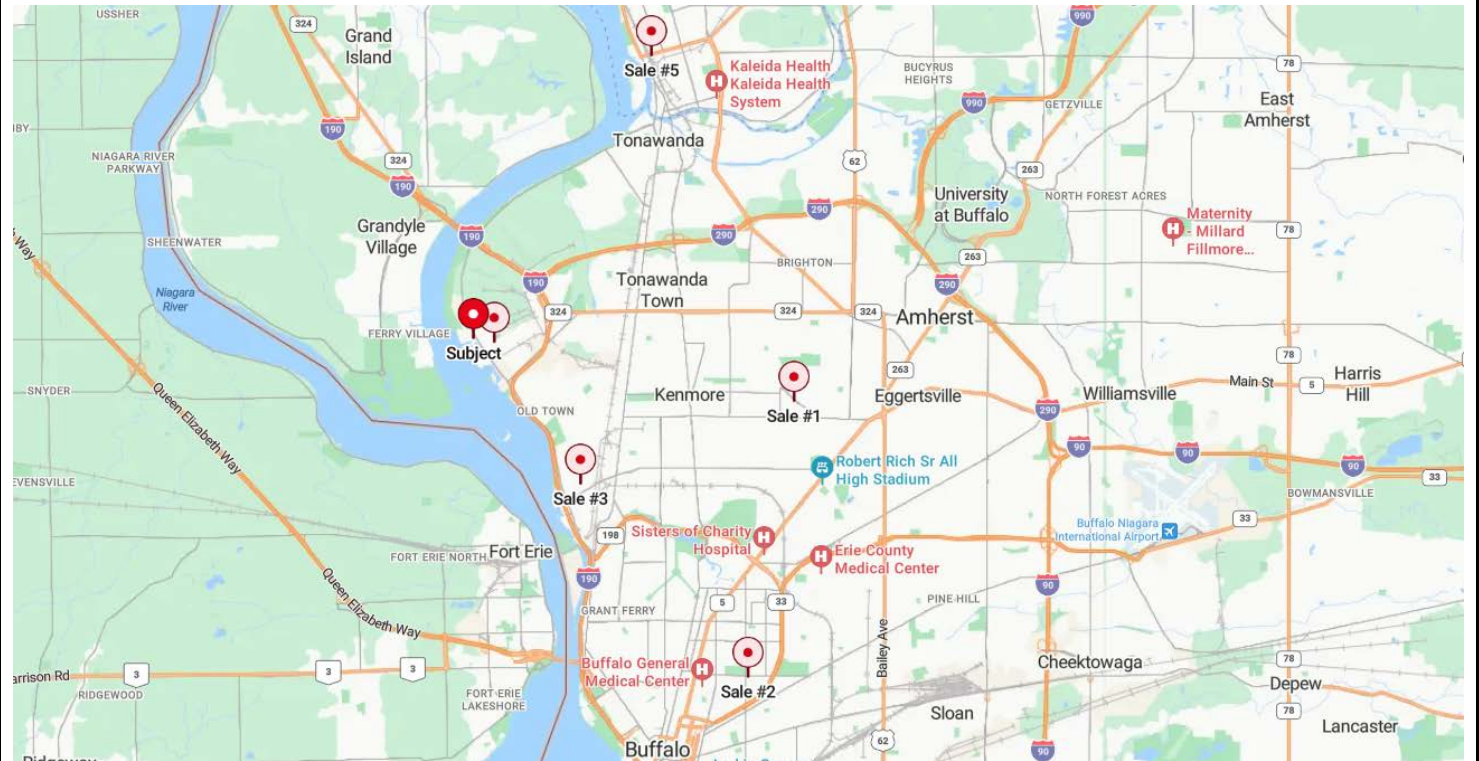 USSHER
324
Grand
Island
Sale #5
Kaleida Health
Kaleida Health
System
BUCYRUS
HEIGHTS
990
78
990
GETZVILLE
East
Amherst
190
Tonawanda
NIAGARA RIVER
PARKWAY
324
62
190
263
University
at Buffalo
NORTH FOREST ACRES
Maternity
- Millard
Fillmore...
290
Grandyle
Village
190
290
78
SHEENWATER
BRIGHTON
263
190
Tonawanda
Town
290
Niagara
River
324
324
324
Amherst
FERRY VILLAGE
Subject
78
263
Main St
5
Harris
Hill
SNYDER
Kenmore
Eggertsville
Williamsville
OLD TOWN
Sale #1
290
Queen Elizabeth Way
90
90
90
33
Robert Rich Sr All
High Stadium
EVENSVILLE
Sale #3
BOWMANSVILLE
33
Sisters of Charity
Hospital
198
Buffalo Niagara
International Airport
FORT ERIE NORTH
Fort Erie
Erie County
Medical Center
190
90
Queen Elizabeth Way
GRANT FERRY
5
33
PINE HILL
Bailey Ave
Buffalo General
Medical Center
Cheektowaga
78
arrison Rd
3
3
3
RIDGEWOOD
FORT ERIE
LAKESHORE
Sale #2
Depew
78
Sloan
Lancaster
Buffalo
62
90